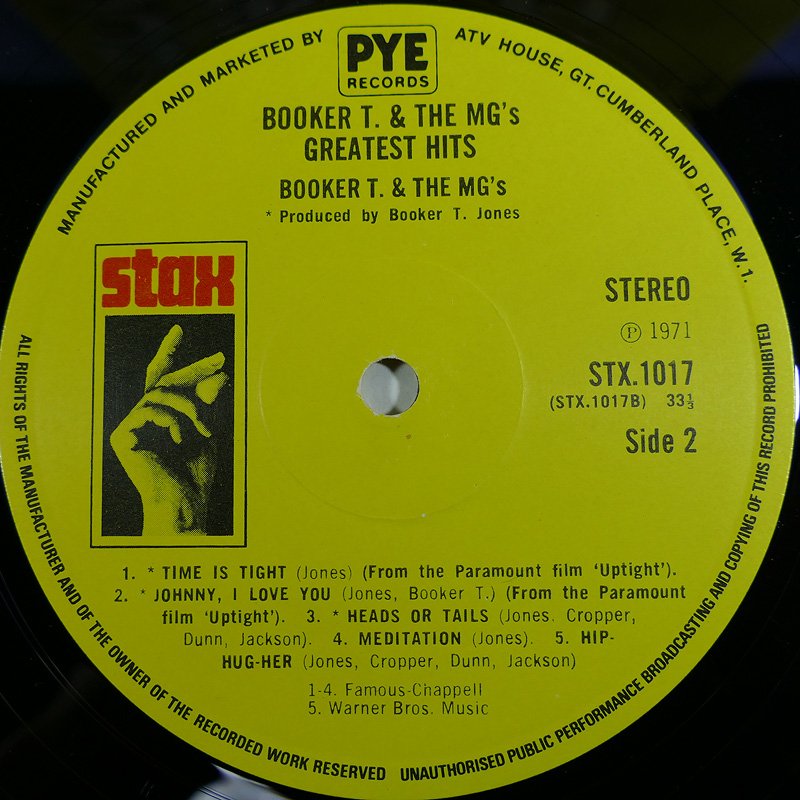 MANUFACTURED AND MARKETED BY
PYE
RECORDS
ATV HOUSE, GT. CUMBERLAND PLACE, W.1.
BOOKER T. & THE MG's
GREATEST HITS
BOOKER T. & THE MG's
* Produced by Booker T. Jones
stax
STEREO
Ⓟ 1971
STX.1017
(STX.1017B) 33⅓
Side 2
1. * TIME IS TIGHT (Jones) (From the Paramount film 'Uptight').
2. * JOHNNY, I LOVE YOU (Jones, Booker T.) (From the Paramount
film 'Uptight'). 3. * HEADS OR TAILS (Jones. Cropper,
Dunn, Jackson). 4. MEDITATION (Jones). 5. HIP-
HUG-HER (Jones, Cropper, Dunn, Jackson)
1-4. Famous-Chappell
5. Warner Bros. Music
ALL RIGHTS OF THE MANUFACTURER AND OF THE OWNER OF THE RECORDED WORK RESERVED
UNAUTHORISED PUBLIC PERFORMANCE BROADCASTING AND COPYING OF THIS RECORD PROHIBITED